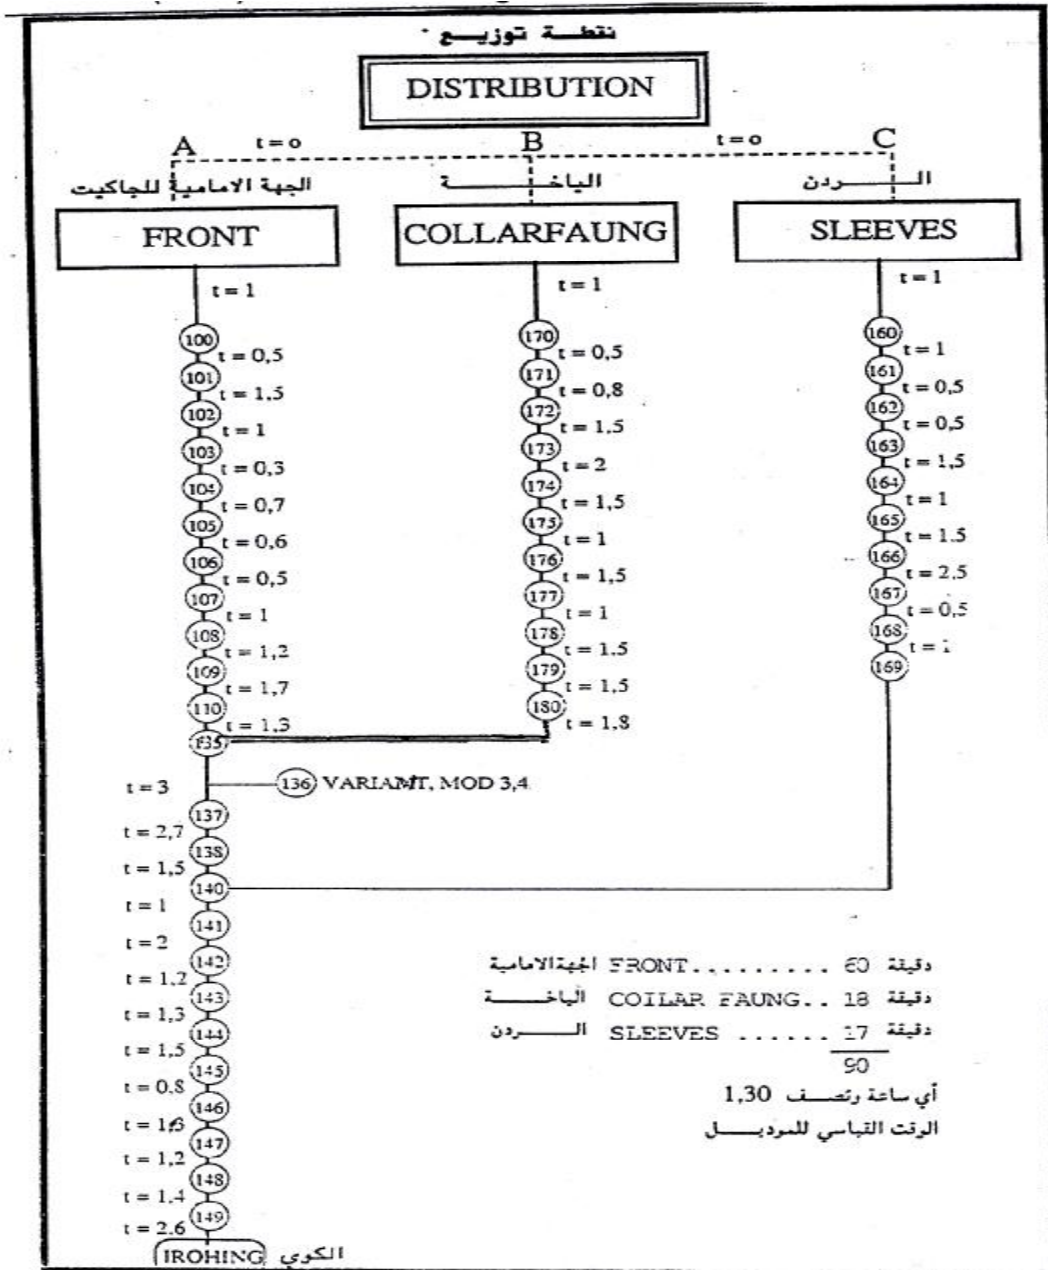 نقطة توزيع
DISTRIBUTION
A t=o B t=o C
الجهة الامامية للجاكيت الياخة الردن
FRONT COLLARFAUNG SLEEVES
t = 1 t = 1 t = 1
100 170 160
t = 0,5 t = 0,5 t = 1
101 171 161
t = 1,5 t = 0,8 t = 0,5
102 172 162
t = 1 t = 1,5 t = 0,5
103 173 163
t = 0,3 t = 2 t = 1,5
104 174 164
t = 0,7 t = 1,5 t = 1
105 175 165
t = 0,6 t = 1 t = 1.5
106 176 166
t = 0,5 t = 1,5 t = 2,5
107 177 167
t = 1 t = 1 t = 0,5
108 178 168
t = 1,2 t = 1.5 t = 1
109 179 169
t = 1,7 t = 1,5
110 180
t = 1,3 t = 1.8
135
t = 3 136 VARIAMT, MOD 3,4
137
t = 2,7
138
t = 1,5
140
t = 1
141
t = 2
142
t = 1,2
143
t = 1,3
144
t = 1,5
145
t = 0,8
146
147
t = 1,2
148
t = 1.4
149
t = 2.6
IROHING الكوي
الجهة الامامية FRONT......... 60 دقيقة
الياخة COILAR FAUNG.. 18 دقيقة
الردن SLEEVES ...... 17 دقيقة
90
أي ساعة ونصف 1,30
الوقت القياسي للموديل